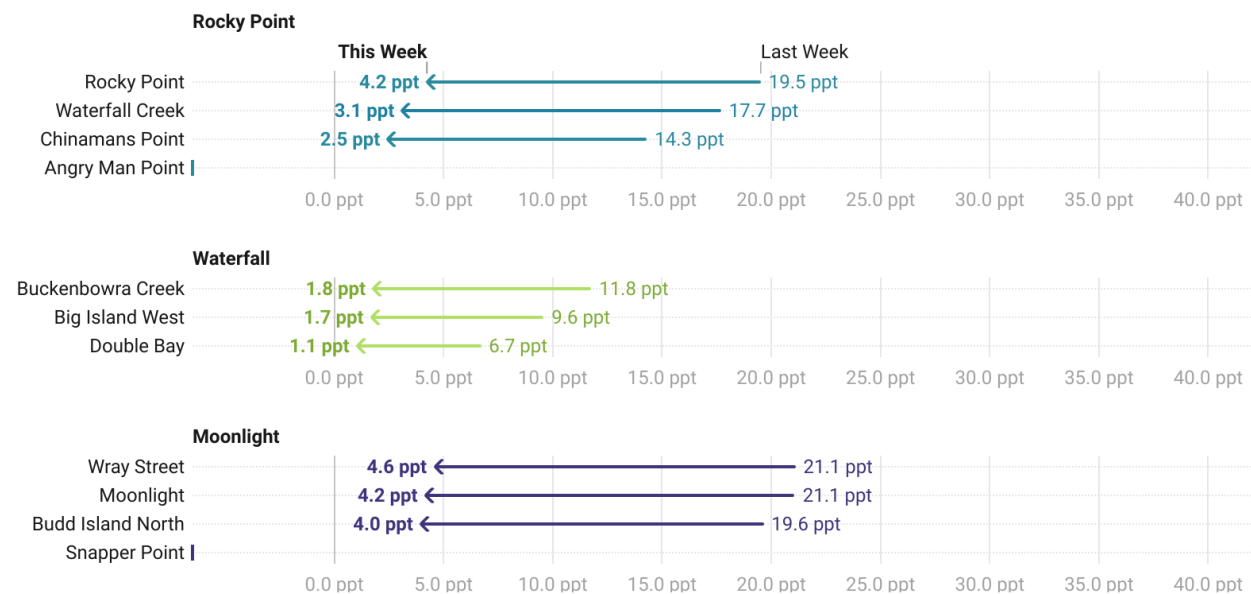 Rocky Point
This Week Last Week
Rocky Point 4.2 ppt 19.5 ppt
Waterfall Creek 3.1 ppt 17.7 ppt
Chinamans Point 2.5 ppt 14.3 ppt
Angry Man Point
0.0 ppt 5.0 ppt 10.0 ppt 15.0 ppt 20.0 ppt 25.0 ppt 30.0 ppt 35.0 ppt 40.0 ppt
Waterfall
Buckenbowra Creek 1.8 ppt 11.8 ppt
Big Island West 1.7 ppt 9.6 ppt
Double Bay 1.1 ppt 6.7 ppt
0.0 ppt 5.0 ppt 10.0 ppt 15.0 ppt 20.0 ppt 25.0 ppt 30.0 ppt 35.0 ppt 40.0 ppt
Moonlight
Wray Street 4.6 ppt 21.1 ppt
Moonlight 4.2 ppt 21.1 ppt
Budd Island North 4.0 ppt 19.6 ppt
Snapper Point
0.0 ppt 5.0 ppt 10.0 ppt 15.0 ppt 20.0 ppt 25.0 ppt 30.0 ppt 35.0 ppt 40.0 ppt